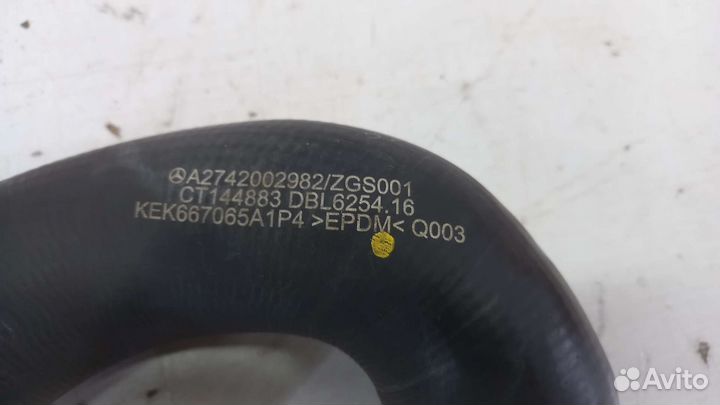 A2742002982/ZGS001
CT144883 DBL6254.16
KEK667065A1P4 >EPDM< Q003
Avito